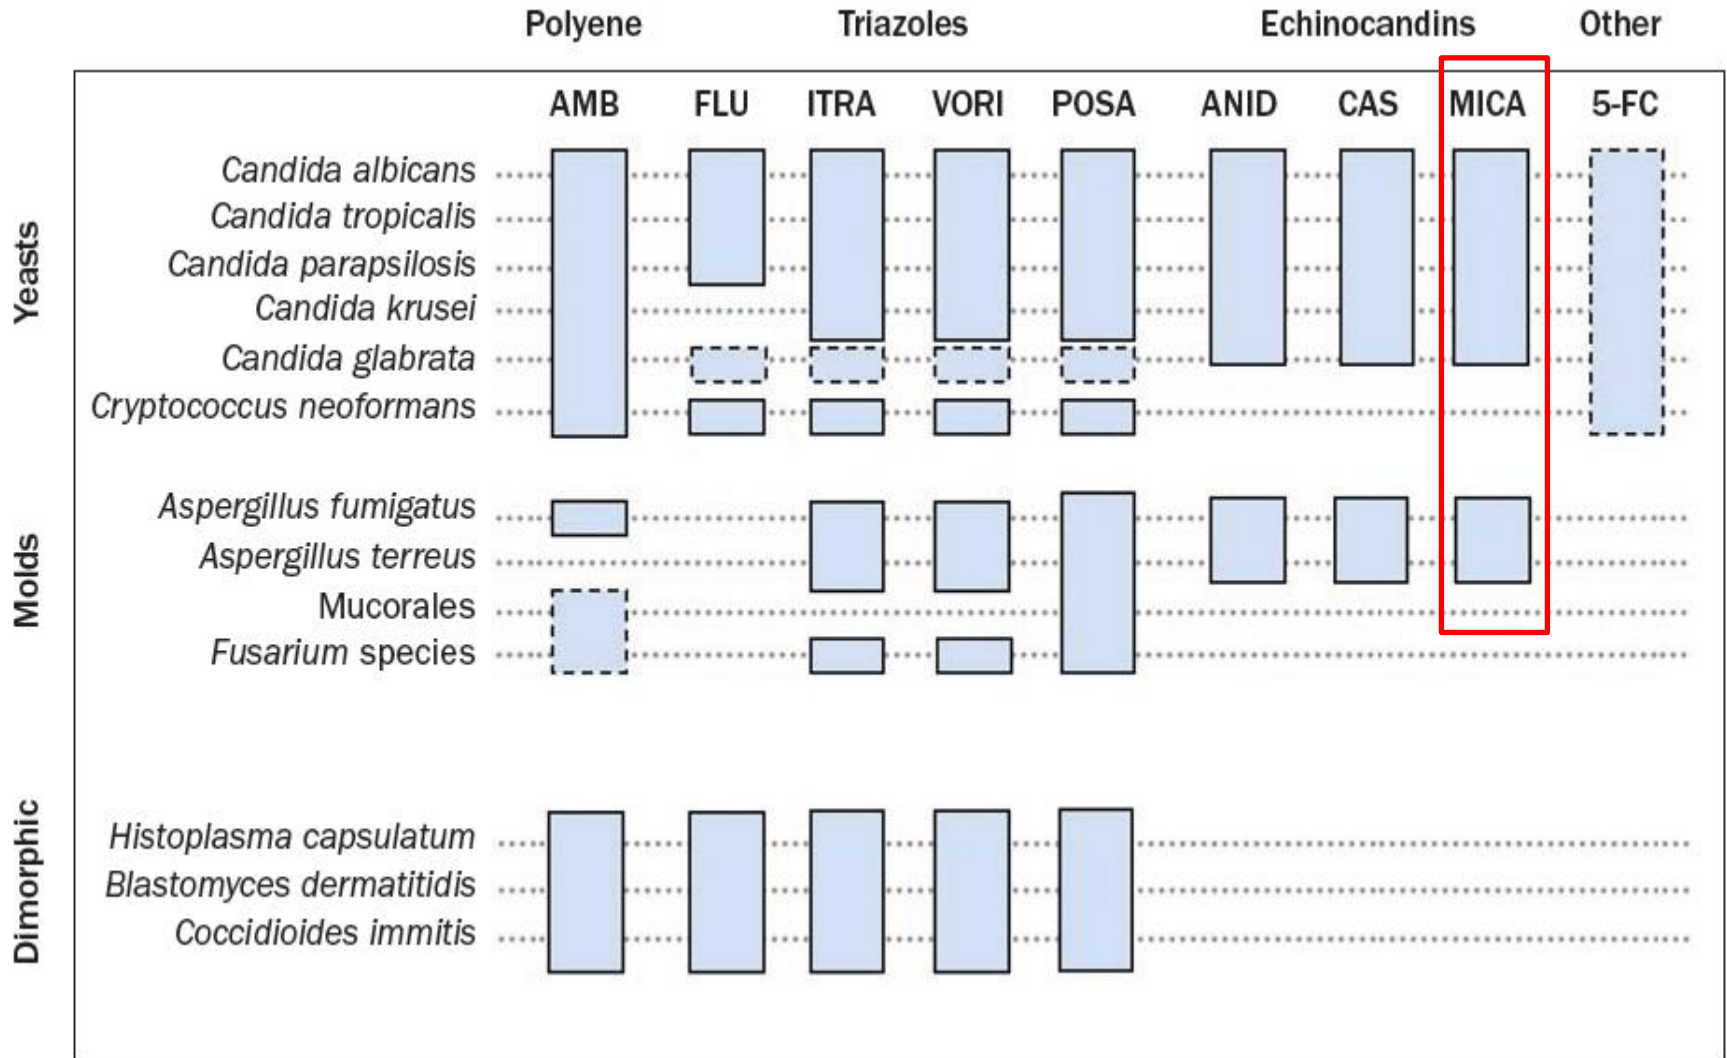 Polyene Triazoles Echinocandins Other
AMB FLU ITRA VORI POSA ANID CAS MICA 5-FC
Yeasts
Candida albicans
Candida tropicalis
Candida parapsilosis
Candida krusei
Candida glabrata
Cryptococcus neoformans
Molds
Aspergillus fumigatus
Aspergillus terreus
Mucorales
Fusarium species
Dimorphic
Histoplasma capsulatum
Blastomyces dermatitidis
Coccidioides immitis